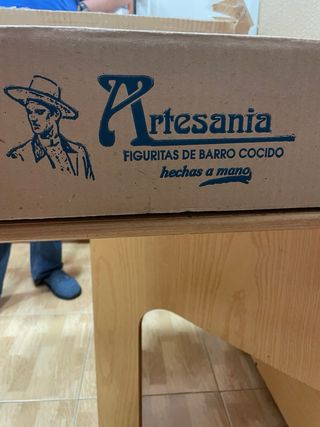 Artesania
FIGURITAS DE BARRO COCIDO
hechas a mano